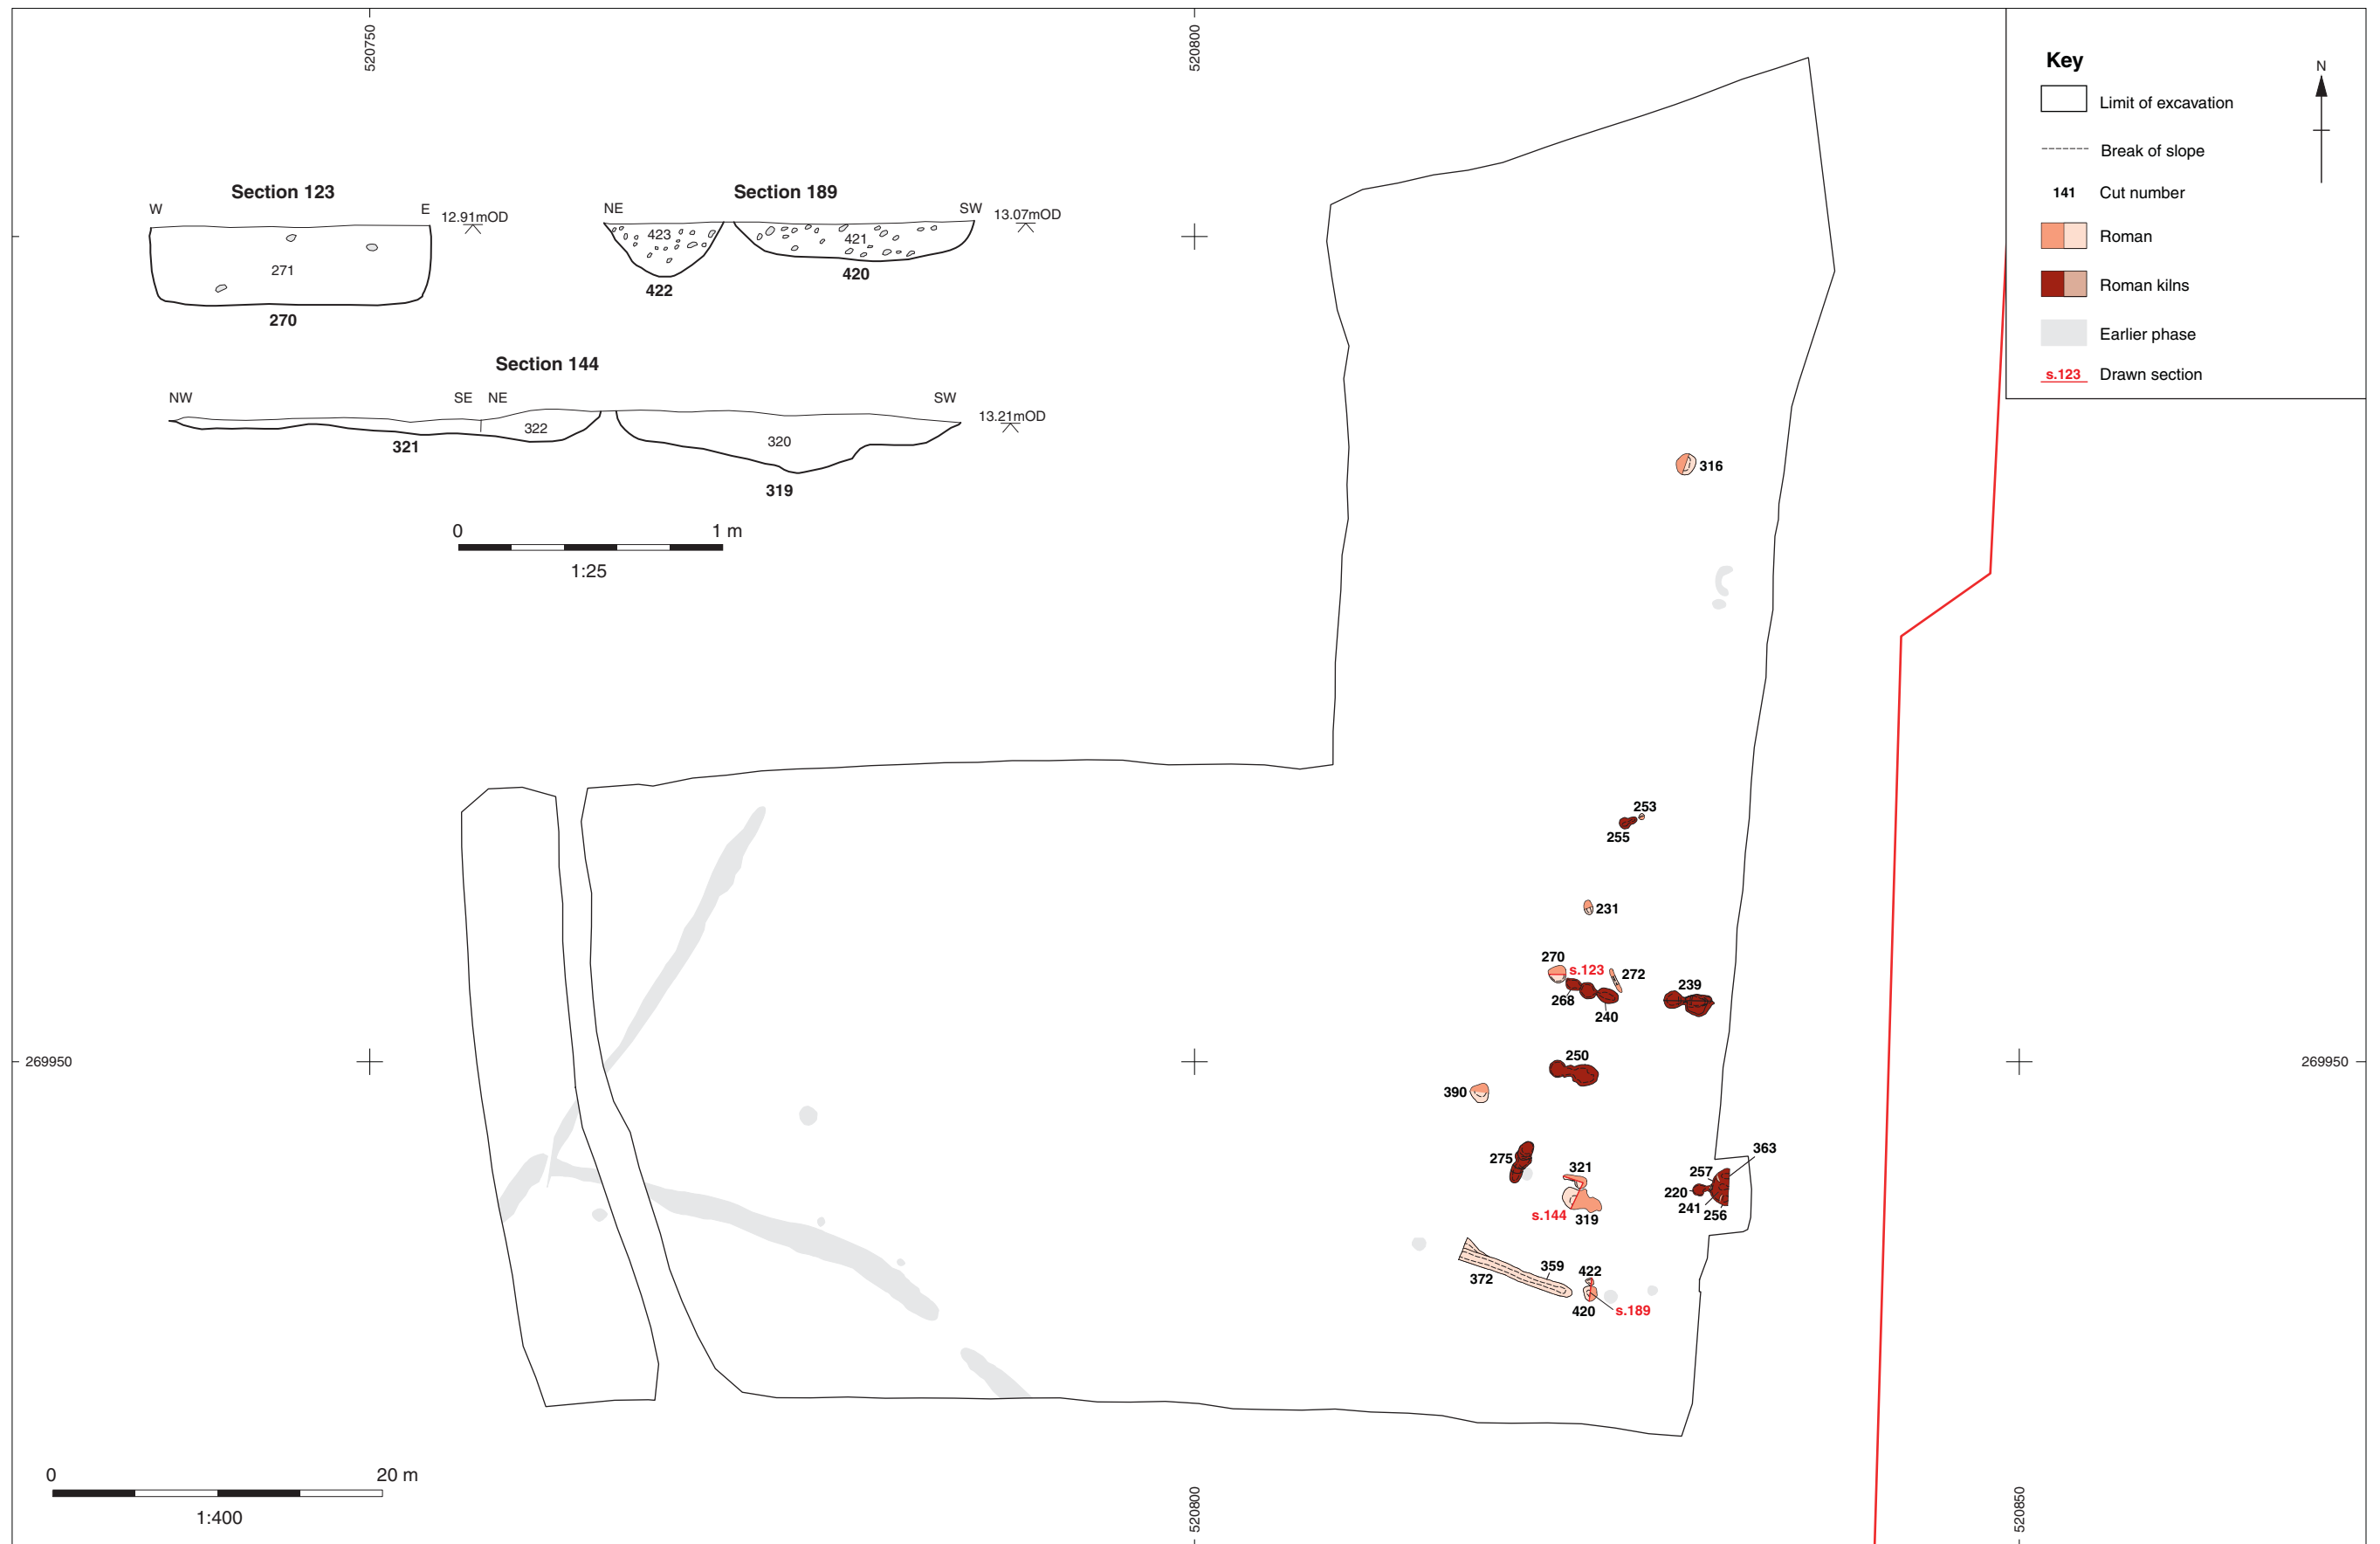 520750
520800
Key
N
Limit of excavation
Break of slope
141 Cut number
Roman
Roman kilns
Earlier phase
s.123 Drawn section
Section 123
W
E
12.91mOD
271
270
Section 189
NE
SW
13.07mOD
423
421
422
420
Section 144
NW
SE
NE
SW
13.21mOD
322
320
321
319
0
1 m
1:25
316
253
255
231
270
s.123
272
268
240
239
269950
269950
250
390
275
321
s.144
319
363
257
220
241
256
359
372
422
420
s.189
0
20 m
1:400
520800
520850